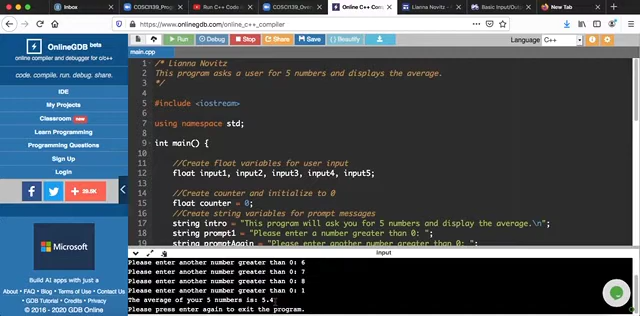 Inbox
COSC1139_Pro
Run C++ Code
COSC1139_Over
Online C++ Compiler
Lianna Novitz
Basic Input/Output
New Tab
https://www.onlinegdb.com/online_c++_compiler
OnlineGDB beta
online compiler and debugger for c/c++
code. compile. run. debug. share.
IDE
My Projects
Classroom new
Learn Programming
Programming Questions
Sign Up
Login
f
+ 29.0K
Microsoft
Build AI apps with end-to-end
About • FAQ • Blog • Terms of Use •
Contact Us • GDB Tutorial • Credits • Privacy
© 2016 - 2020 GDB Online
Run
Debug
Stop
Share
Save
{ } Beautify
Language C++
main.cpp
1 /* Lianna Novitz
2 This program asks a user for 5 numbers and displays the average.
3 */
4
5 #include <iostream>
6
7 using namespace std;
8
9 int main() {
10
11 //Create Float variables for user input
12 float input1, input2, input3, input4, input5;
13
14 //Create counter and initialize to 0
15 float counter = 0;
16 //Create string variables for prompt messages
17 string intro = "This program will ask you for 5 numbers and display the average.\n";
18 string prompt1 = "Please enter a number greater than 0: ";
19 string promptAgain = "Please enter another number greater than 0: ";
input
Please enter another number greater than 0: 6
Please enter another number greater than 0: 7
Please enter another number greater than 0: 8
Please enter another number greater than 0: 1
The average of your 5 numbers is: 5.4
Please press enter again to exit the program.